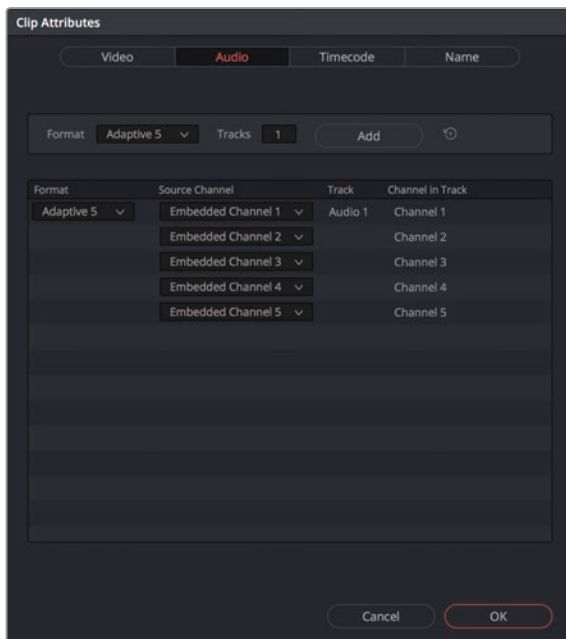 Clip Attributes
Video Audio Timecode Name
Format Adaptive 5 Tracks 1 Add
Format Source Channel Track Channel in Track
Adaptive 5 Embedded Channel 1 Audio 1 Channel 1
Embedded Channel 2 Channel 2
Embedded Channel 3 Channel 3
Embedded Channel 4 Channel 4
Embedded Channel 5 Channel 5
Cancel OK